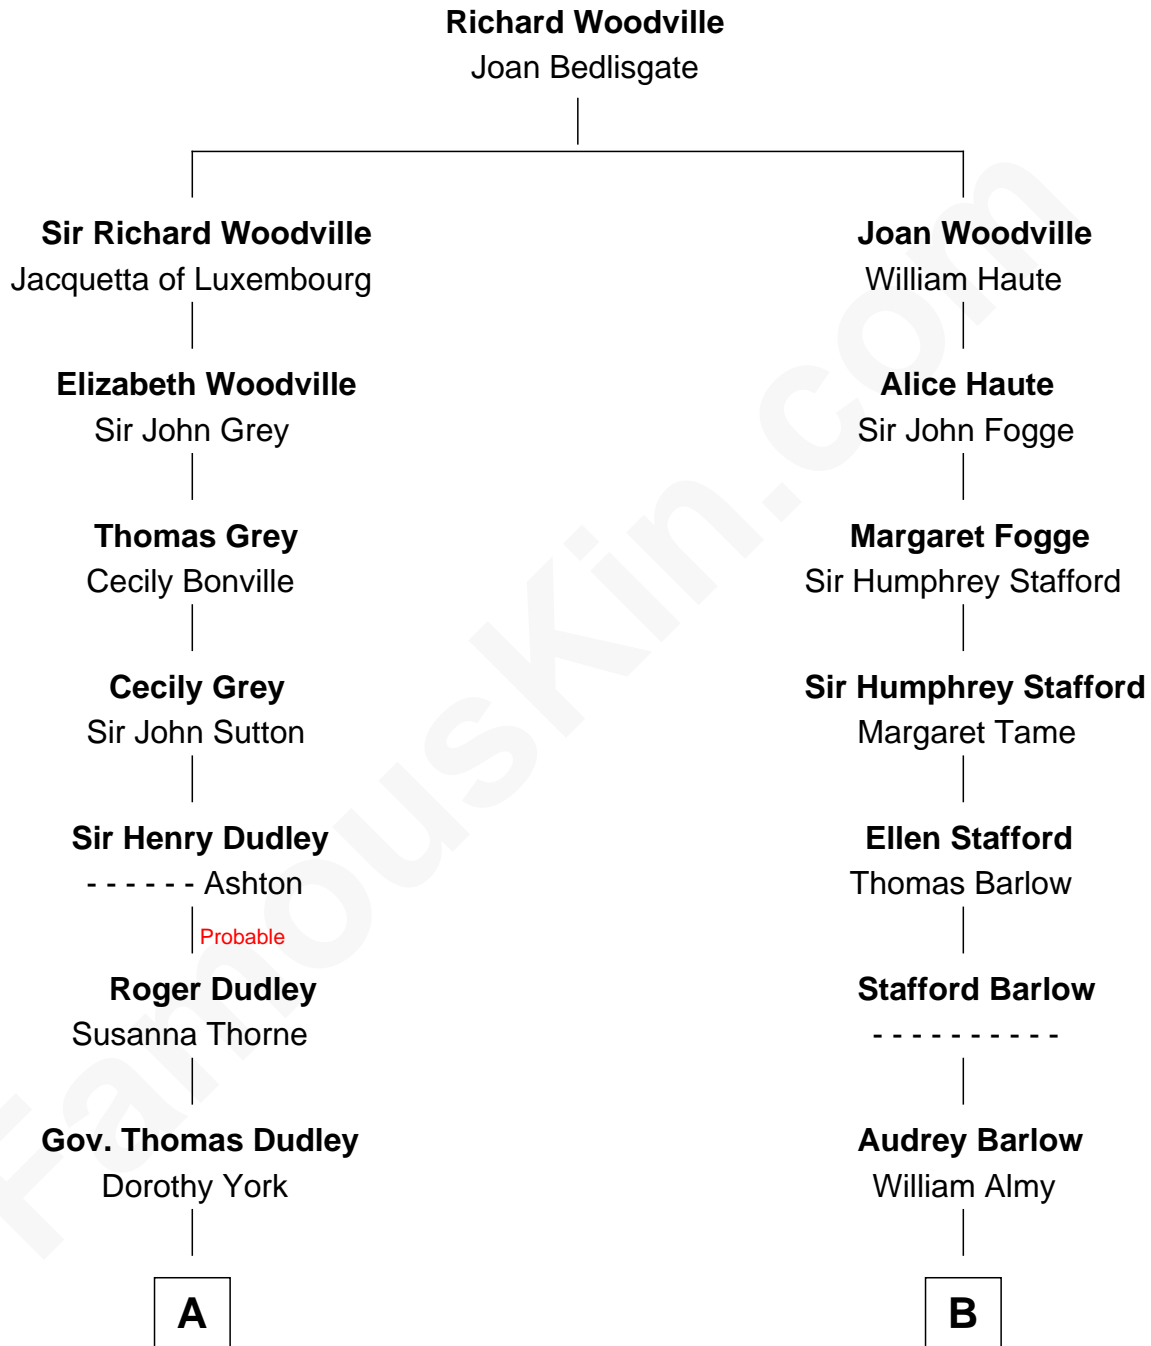 Richard Woodville
Joan Bedlisgate
Sir Richard Woodville
Jacquetta of Luxembourg
Elizabeth Woodville
Sir John Grey
Thomas Grey
Cecily Bonville
Cecily Grey
Sir John Sutton
Sir Henry Dudley
- - - - - - Ashton
Probable
Roger Dudley
Susanna Thorne
Gov. Thomas Dudley
Dorothy York
A
Joan Woodville
William Haute
Alice Haute
Sir John Fogge
Margaret Fogge
Sir Humphrey Stafford
Sir Humphrey Stafford
Margaret Tame
Ellen Stafford
Thomas Barlow
Stafford Barlow
- - - - - - - - - -
Audrey Barlow
William Almy
B
FamousKin.com